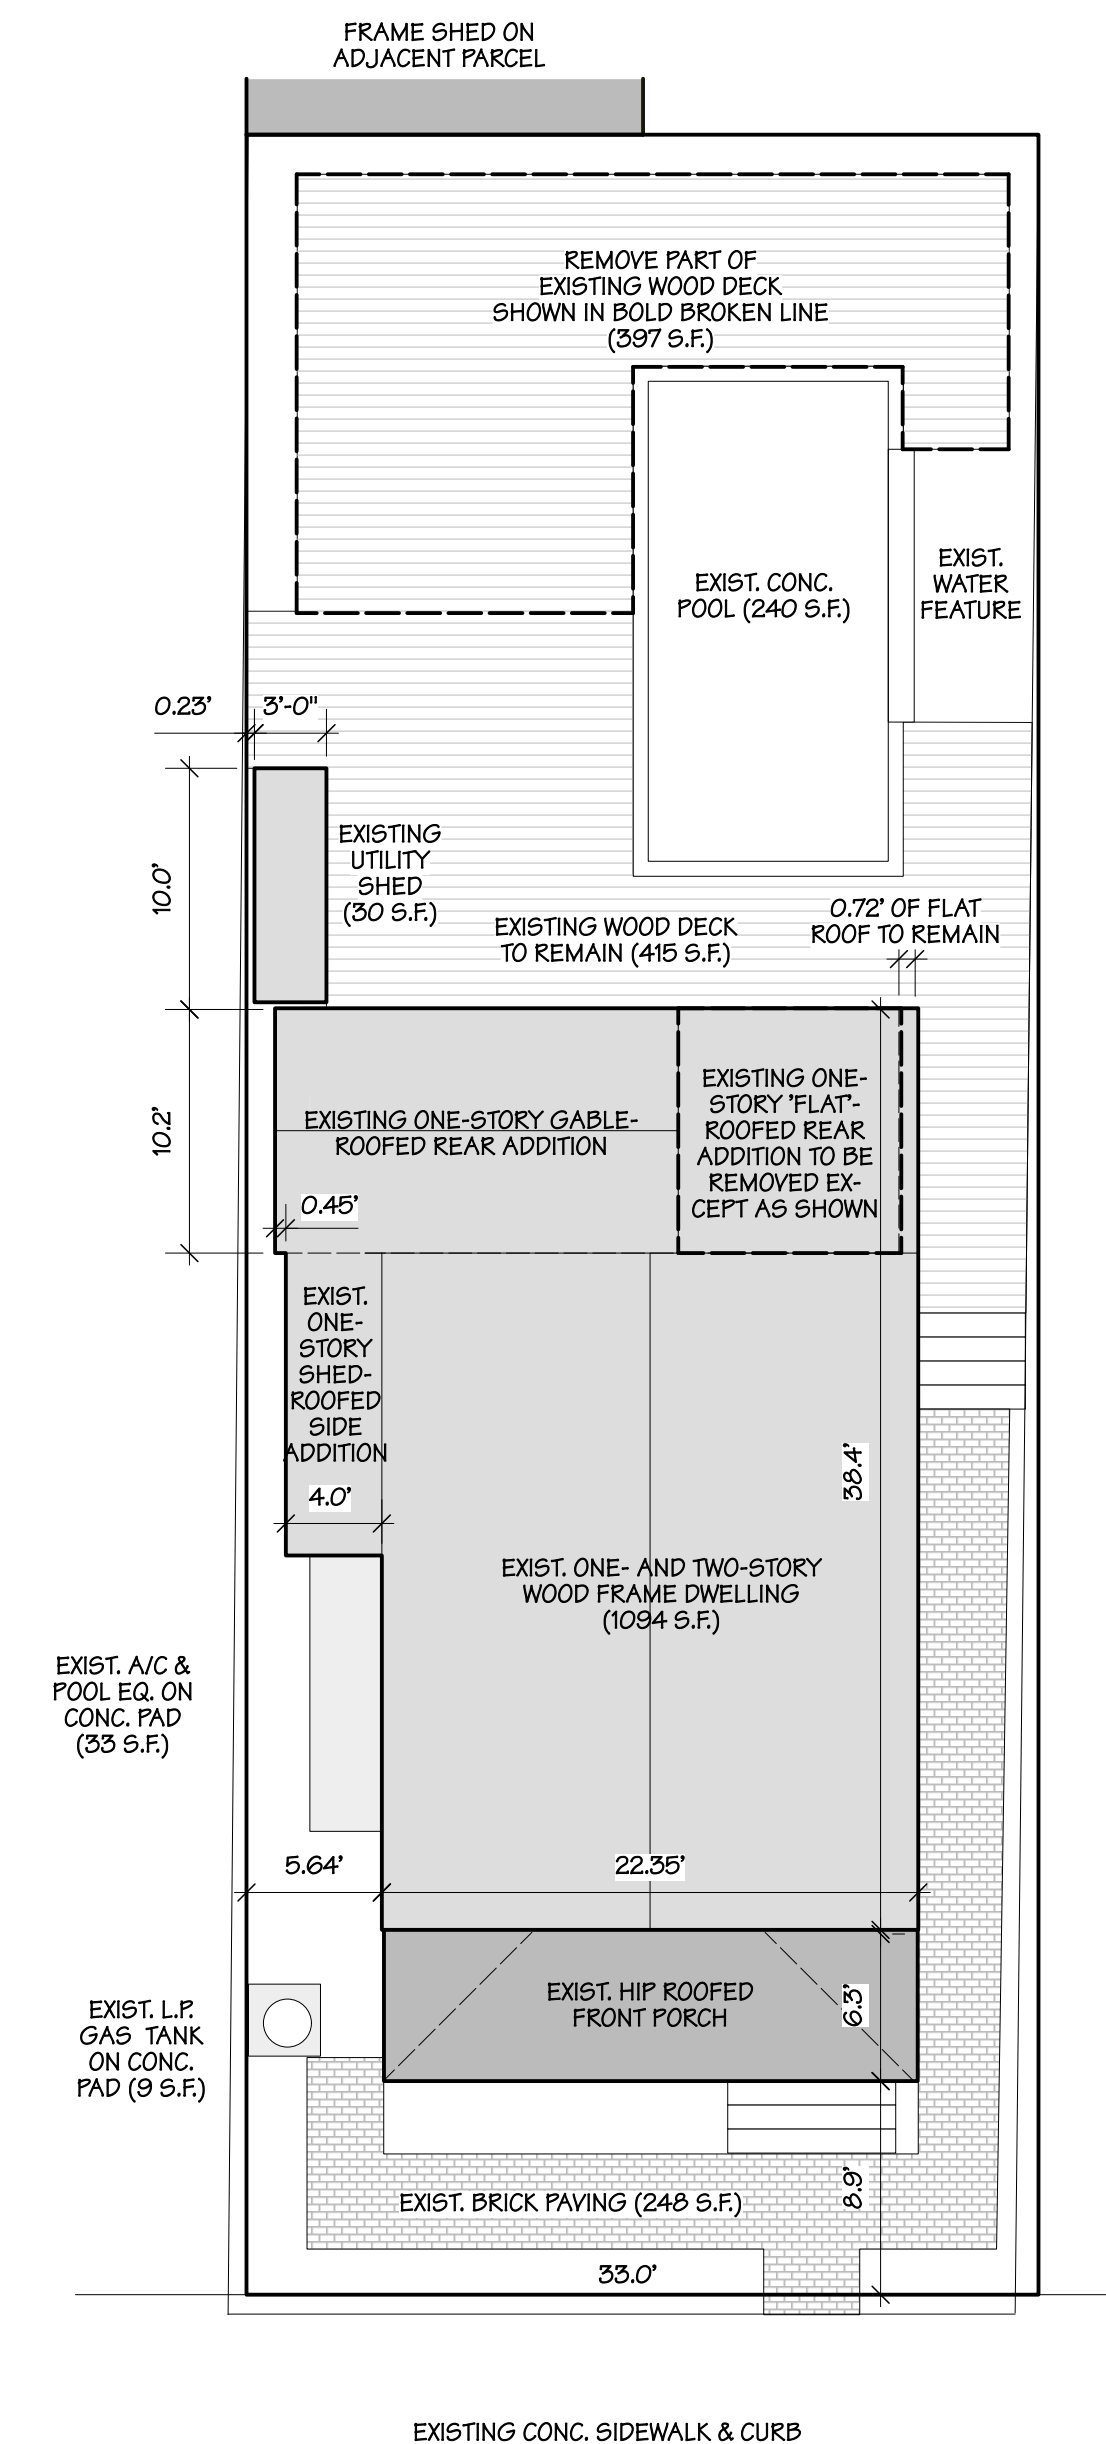 FRAME SHED ON
ADJACENT PARCEL
REMOVE PART OF
EXISTING WOOD DECK
SHOWN IN BOLD BROKEN LINE
(397 S.F.)
EXIST. CONC.
POOL (240 S.F.)
EXIST.
WATER
FEATURE
0.23'
3'-0"
10.0'
EXISTING
UTILITY
SHED
(30 S.F.)
EXISTING WOOD DECK
TO REMAIN (415 S.F.)
0.72' OF FLAT
ROOF TO REMAIN
10.2'
EXISTING ONE-STORY GABLE-
ROOFED REAR ADDITION
EXISTING ONE-
STORY 'FLAT'-
ROOFED REAR
ADDITION TO BE
REMOVED EX-
CEPT AS SHOWN
0.45'
EXIST.
ONE-
STORY
SHED-
ROOFED
SIDE
ADDITION
4.0'
38.4'
EXIST. ONE- AND TWO-STORY
WOOD FRAME DWELLING
(1094 S.F.)
EXIST. A/C &
POOL EQ. ON
CONC. PAD
(33 S.F.)
5.64'
22.35'
EXIST. HIP ROOFED
FRONT PORCH
6.3'
EXIST. L.P.
GAS TANK
ON CONC.
PAD (9 S.F.)
8.9'
EXIST. BRICK PAVING (248 S.F.)
33.0'
EXISTING CONC. SIDEWALK & CURB